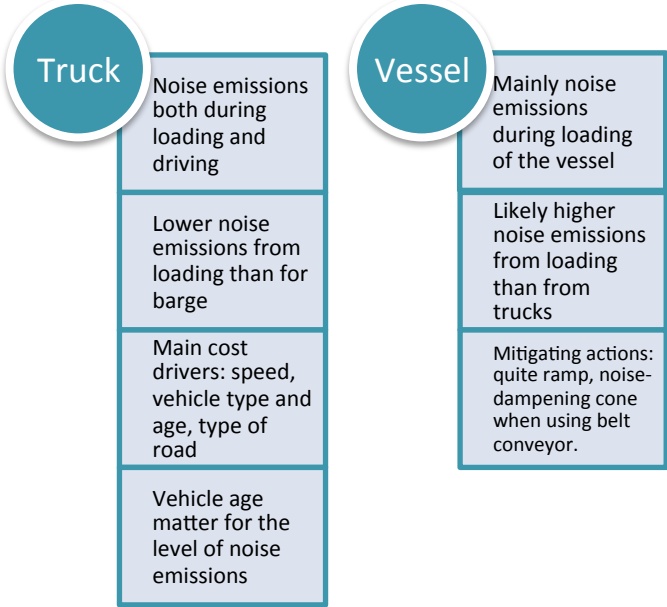 Truck
Noise emissions
both during
loading and
driving
Lower noise
emissions from
loading than for
barge
Main cost
drivers: speed,
vehicle type and
age, type of
road
Vehicle age
matter for the
level of noise
emissions
Vessel
Mainly noise
emissions
during loading
of the vessel
Likely higher
noise emissions
from loading
than from
trucks
Mitigating actions:
quite ramp, noise-
dampening cone
when using belt
conveyor.